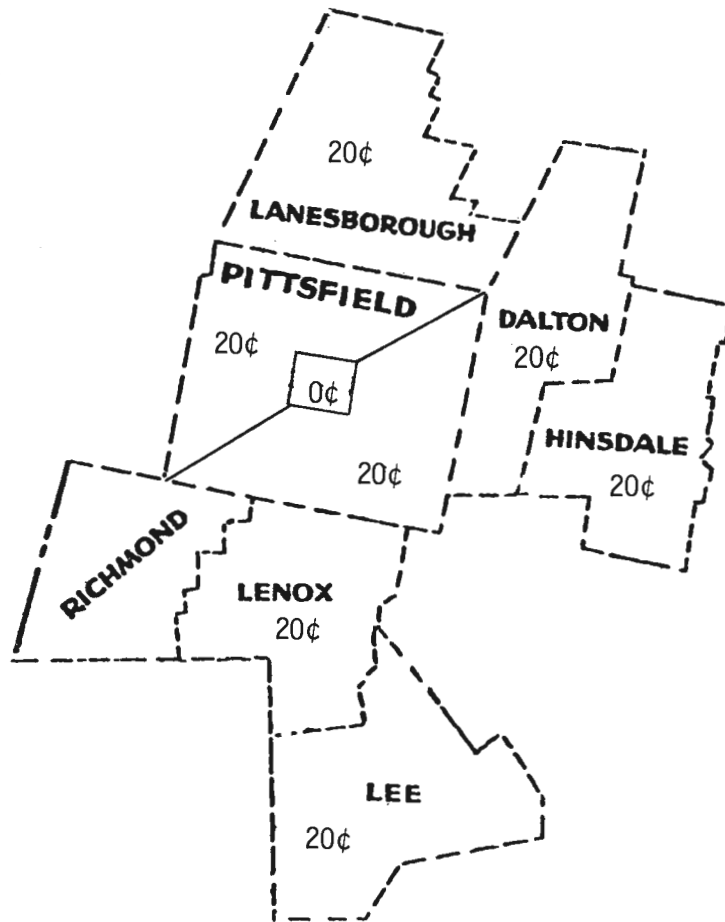 20¢
LANESBOROUGH
PITTSFIELD
20¢
0¢
20¢
DALTON
20¢
HINSDALE
20¢
RICHMOND
LENOX
20¢
LEE
20¢